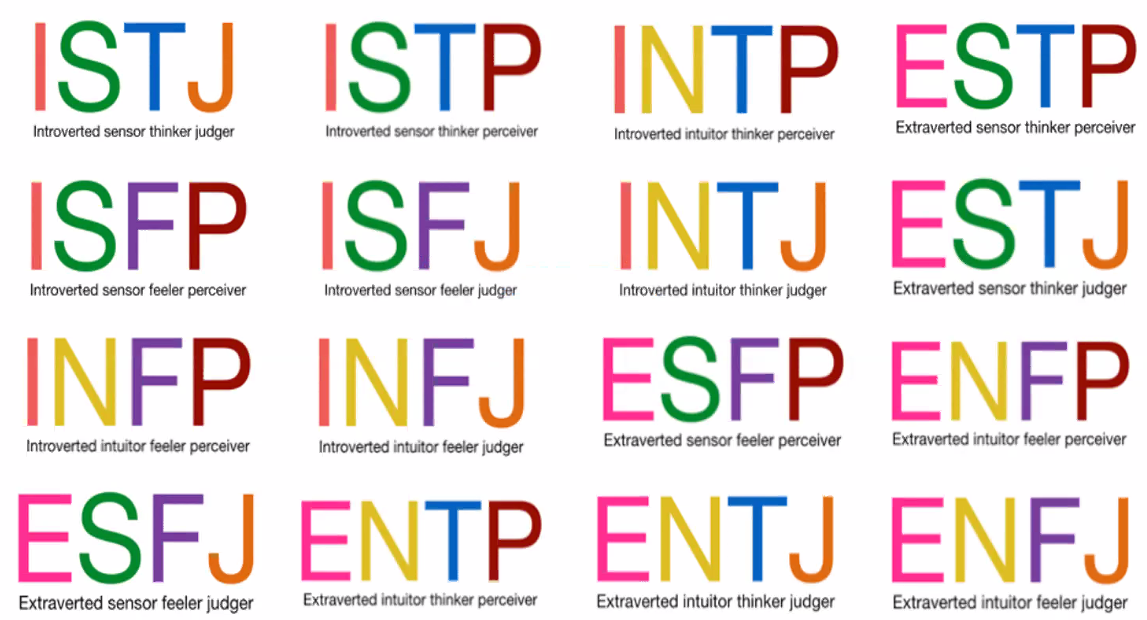 ISTJ
Introverted sensor thinker judger
ISTP
Introverted sensor thinker perceiver
INTP
Introverted intuitor thinker perceiver
ESTP
Extraverted sensor thinker perceiver
ISFP
Introverted sensor feeler perceiver
ISFJ
Introverted sensor feeler judger
INTJ
Introverted intuitor thinker judger
ESTJ
Extraverted sensor thinker judger
INFP
Introverted intuitor feeler perceiver
INFJ
Introverted intuitor feeler judger
ESFP
Extraverted sensor feeler perceiver
ENFP
Extraverted intuitor feeler perceiver
ESFJ
Extraverted sensor feeler judger
ENTP
Extraverted intuitor thinker perceiver
ENTJ
Extraverted intuitor thinker judger
ENFJ
Extraverted intuitor feeler judger